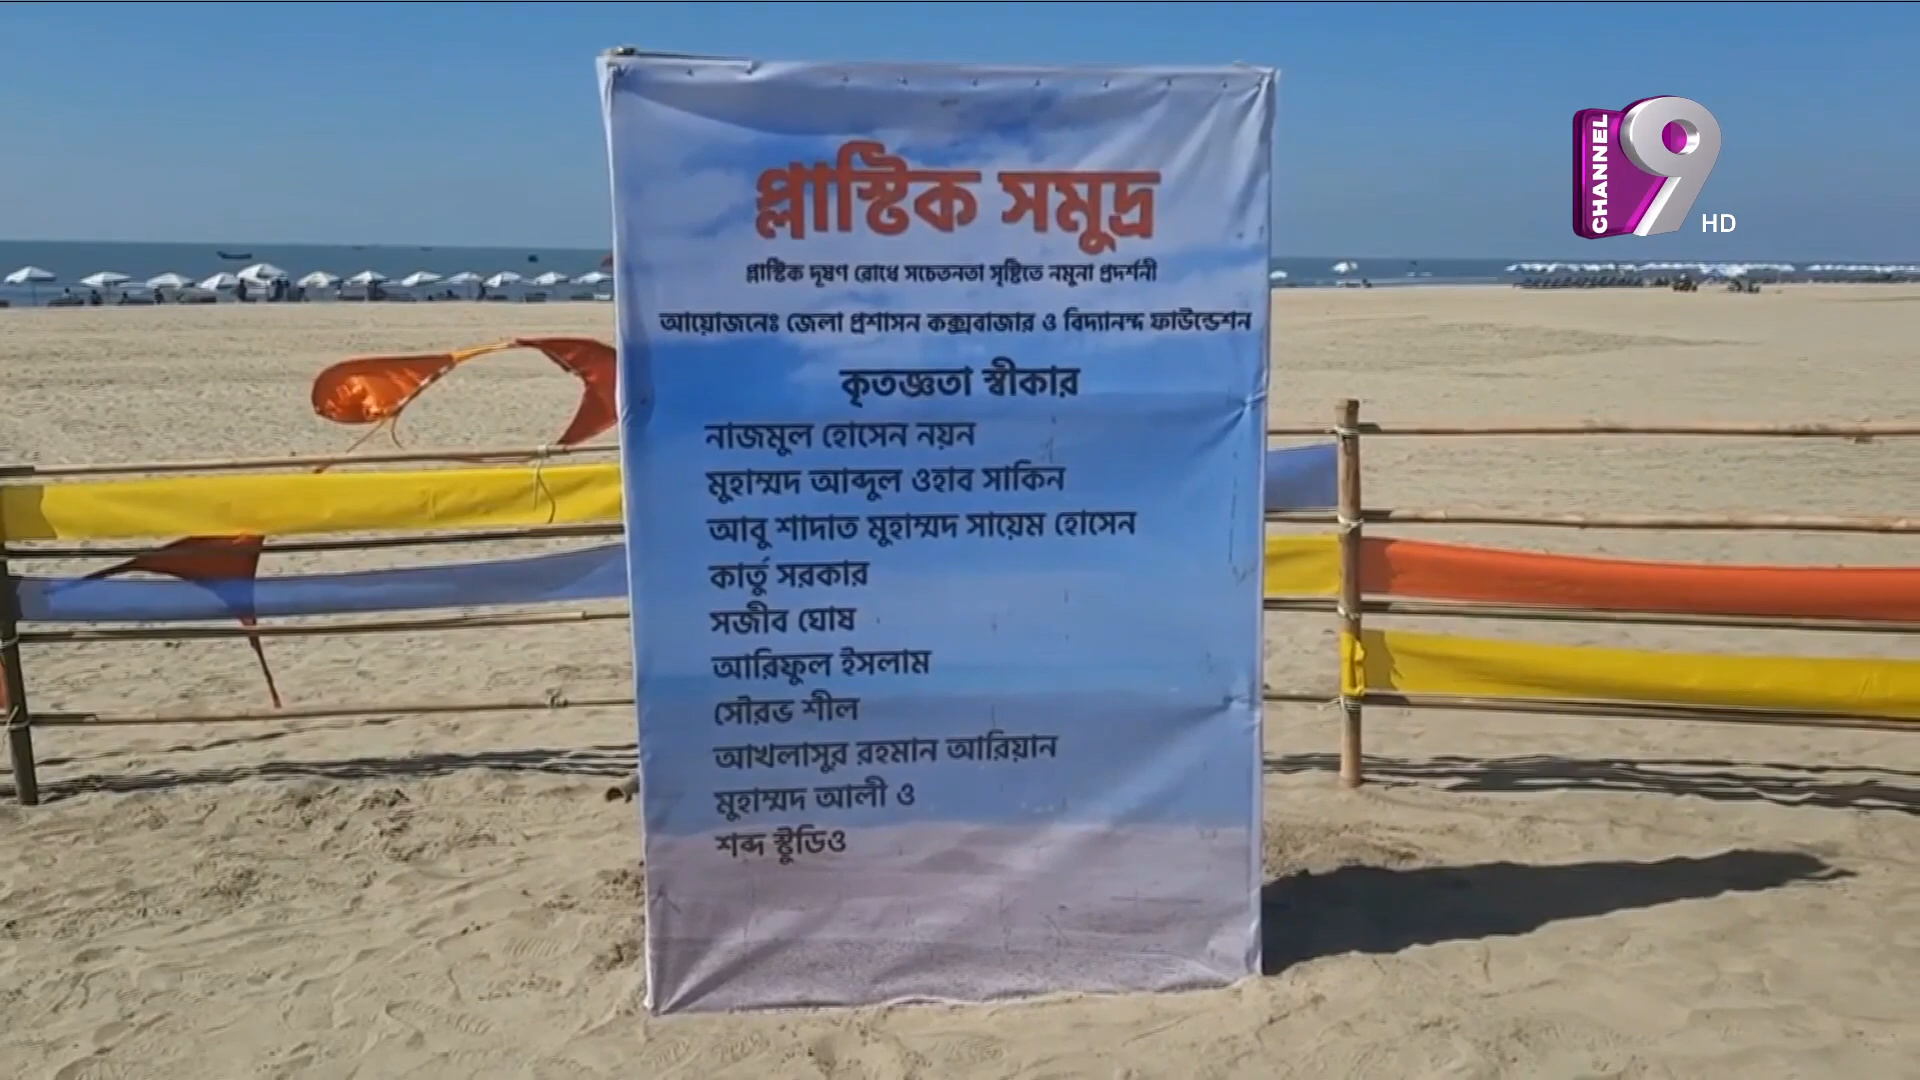 প্লাস্টিক সমুদ্র
প্লাস্টিক দূষণ রোধে সচেতনতা সৃষ্টিতে নমুনা প্রদর্শনী
আয়োজনেঃ জেলা প্রশাসন কক্সবাজার ও বিদ্যানন্দ ফাউন্ডেশন
কৃতজ্ঞতা স্বীকার
নাজমুল হোসেন নয়ন
মুহাম্মদ আব্দুল ওহাব সাকিন
আবু শাদাত মুহাম্মদ সায়েম হোসেন
কার্তু সরকার
সজীব ঘোষ
আরিফুল ইসলাম
সৌরভ শীল
আখলাসুর রহমান আরিয়ান
মুহাম্মদ আলী ও
শব্দ স্টুডিও
CHANNEL 9
HD